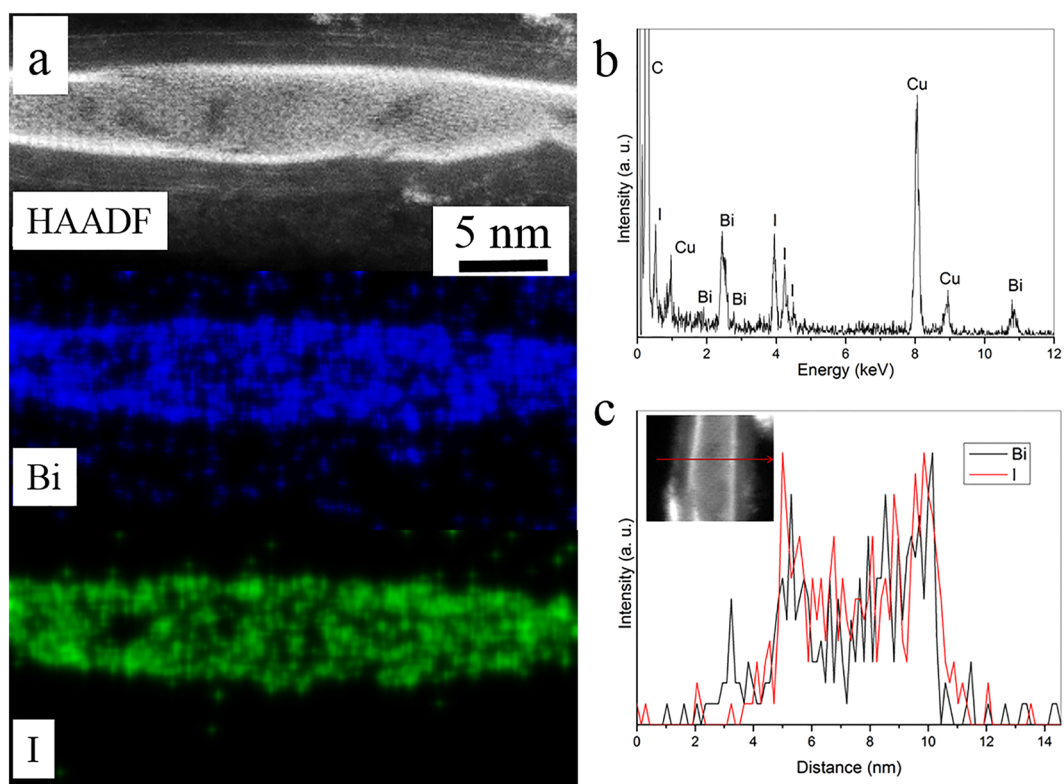 a
HAADF
5 nm
Bi
I
b
C
I
Cu
Bi
Bi
Bi
I
I
I
Cu
Cu
Bi
Intensity (a. u.)
0 2 4 6 8 10 12
Energy (keV)
c
Bi
I
Intensity (a. u.)
0 2 4 6 8 10 12 14
Distance (nm)